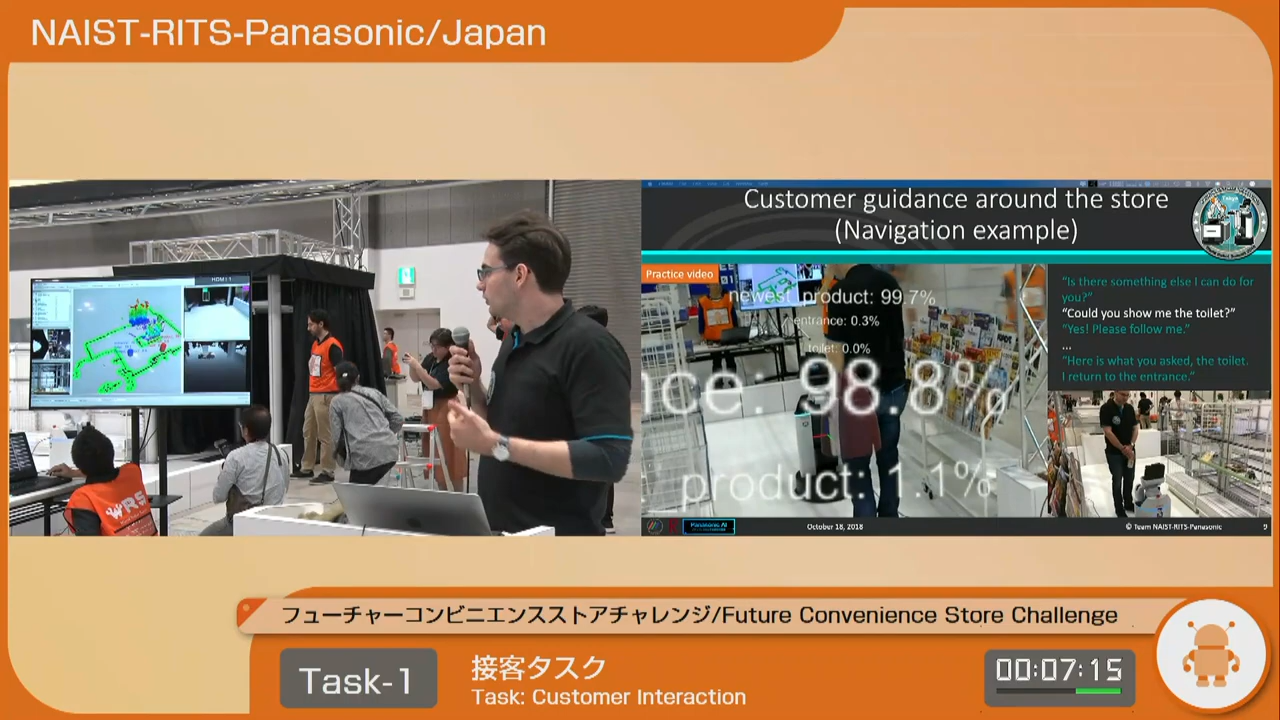 NAIST-RITS-Panasonic/Japan
HDMI1
WRS
Customer guidance around the store
(Navigation example)
Practice video
newest_product: 99.7%
entrance: 0.3%
toilet: 0.0%
nce: 98.8%
product: 1.1%
"Is there something else I can do for
you?"
"Could you show me the toilet?"
"Yes! Please follow me."
...
"Here is what you asked, the toilet.
I return to the entrance."
Panasonic AI
October 18, 2018
© Team NAIST-RITS-Panasonic
9
フューチャーコンビニエンスストアチャレンジ/Future Convenience Store Challenge
Task-1
接客タスク
Task: Customer Interaction
00:07:15